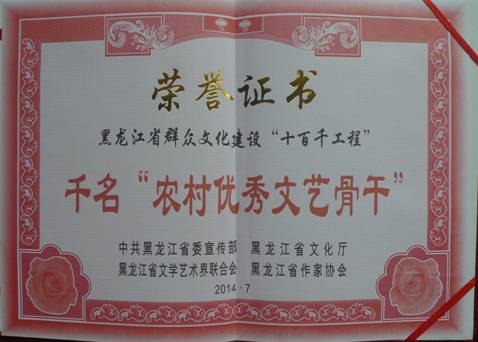 荣誉证书
黑龙江省群众文化建设“十百千工程”
千名“农村优秀文艺骨干”
中共黑龙江省委宣传部 黑龙江省文化厅
黑龙江省文学艺术界联合会 黑龙江省作家协会
2014·7